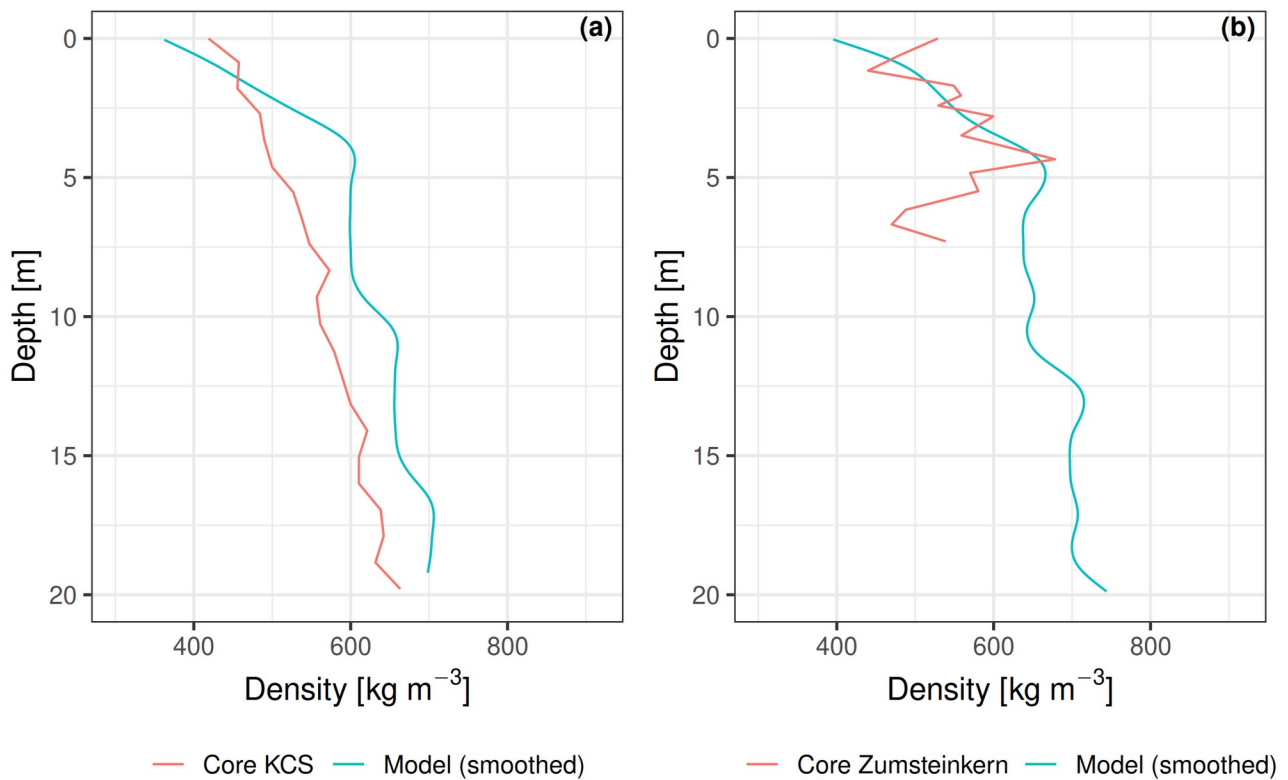 (a)
0
5
10
15
20
Depth [m]
400 600 800
Density [kg m⁻³]
Core KCS Model (smoothed)
(b)
0
5
10
15
20
Depth [m]
400 600 800
Density [kg m⁻³]
Core Zumsteinkern Model (smoothed)